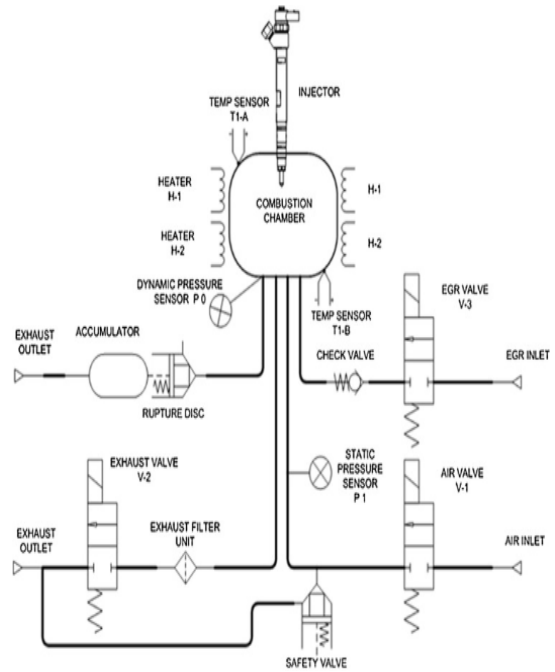 INJECTOR
TEMP SENSOR
T1-A
HEATER
H-1
COMBUSTION
CHAMBER
H-1
HEATER
H-2
H-2
DYNAMIC PRESSURE
SENSOR P 0
TEMP SENSOR
T1-B
EGR VALVE
V-3
EXHAUST
OUTLET
ACCUMULATOR
CHECK VALVE
EGR INLET
RUPTURE DISC
EXHAUST VALVE
V-2
STATIC
PRESSURE
SENSOR
P 1
AIR VALVE
V-1
EXHAUST
OUTLET
EXHAUST FILTER
UNIT
AIR INLET
SAFETY VALVE